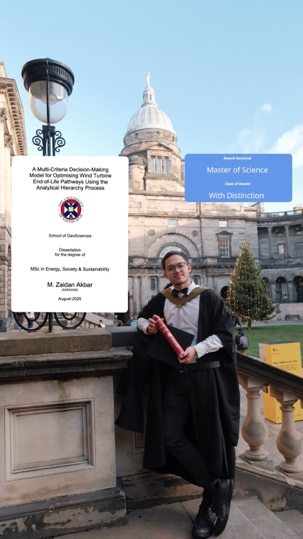 A Multi-Criteria Decision-Making
Model for Optimising Wind Turbine
End-of-Life Pathways Using the
Analytical Hierarchy Process
School of GeoSciences
Dissertation
for the degree of
MSc in Energy, Society & Sustainability
M. Zaidan Akbar
August 2025
Award Received
Master of Science
Class of Award
With Distinction